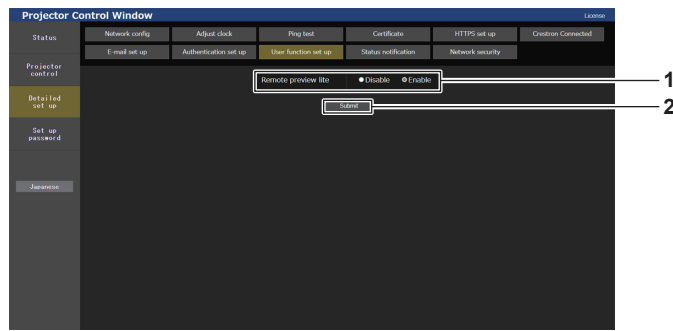 Projector Control Window
License
Status
Network config
Adjust clock
Ping test
Certificate
HTTPS set up
Crestron Connected
E-mail set up
Authentication set up
User function set up
Status notification
Network security
Projector
control
Detailed
set up
Set up
password
Japanese
Remote preview lite
Disable
Enable
1
Submit
2